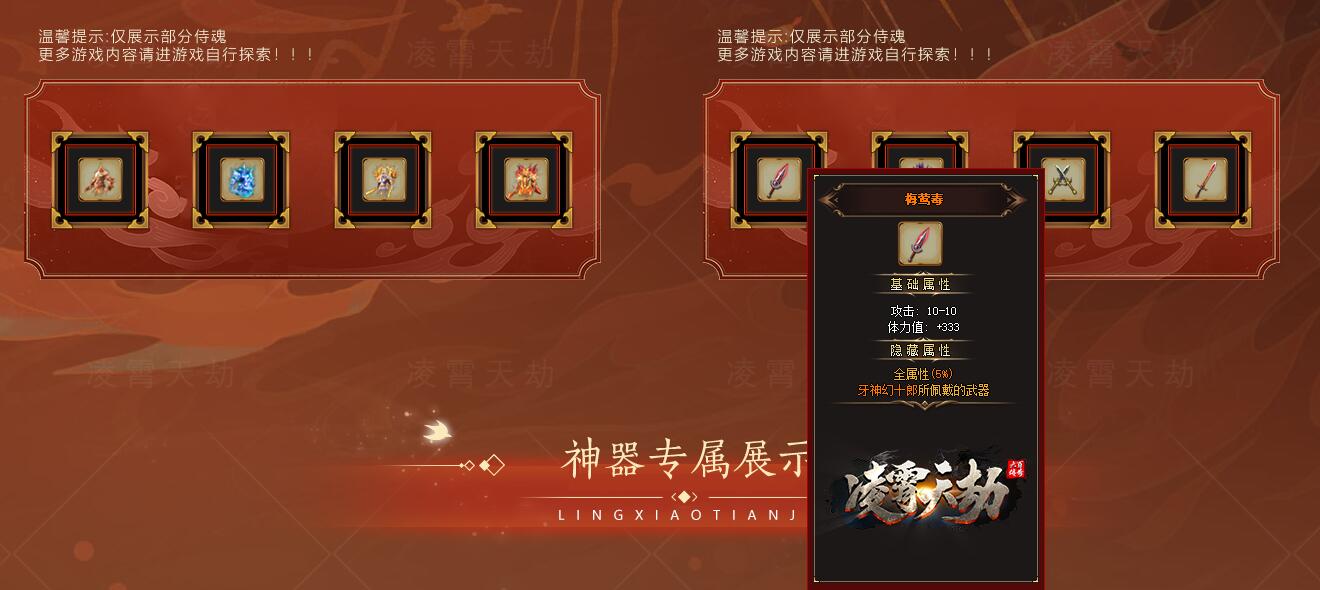 温馨提示:仅展示部分侍魂
更多游戏内容请进游戏自行探索！！！
温馨提示:仅展示部分侍魂
更多游戏内容请进游戏自行探索！！！
凌霄天劫
凌霄天劫
梅莺毒
基础属性
攻击: 10-10
体力值: +333
隐藏属性
全属性(5%)
牙神幻十郎所佩戴的武器
凌霄天劫
凌霄天劫
凌霄
凌霄天劫
神器专属展示
LINGXIAOTIANJ
凌霄天劫